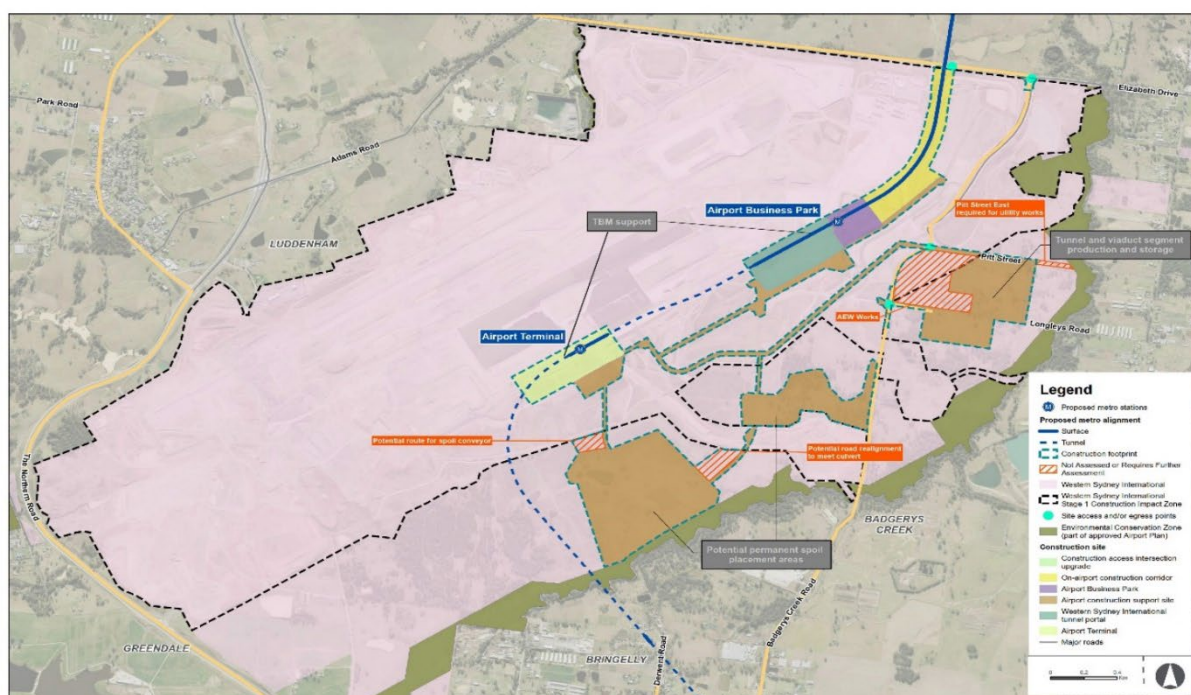 Elizabeth Drive
Park Road
Adams Road
LUDDENHAM
Airport Business Park
TBM support
Pitt Street East
required for utility works
Tunnel and viaduct segment
production and storage
Pitt Street
Airport Terminal
AEW Works
Longleys Road
Potential route for spoil conveyor
Potential road realignment
to meet culvert
The Northern Road
BADGERYS
CREEK
Potential permanent spoil
placement areas
Badgerys Creek Road
GREENDALE
BRINGELLY
Derwent Road
Legend
M Proposed metro stations
Proposed metro alignment
Surface
Tunnel
Construction footprint
Not Assessed or Requires Further
Assessment
Western Sydney International
Western Sydney International
Stage 1 Construction Impact Zone
Site access and/or egress points
Environmental Conservation Zone
(part of approved Airport Plan)
Construction site
Construction access intersection
upgrade
On-airport construction corridor
Airport Business Park
Airport construction support site
Western Sydney International
tunnel portal
Airport Terminal
Major roads
0 0.2 0.4
Km